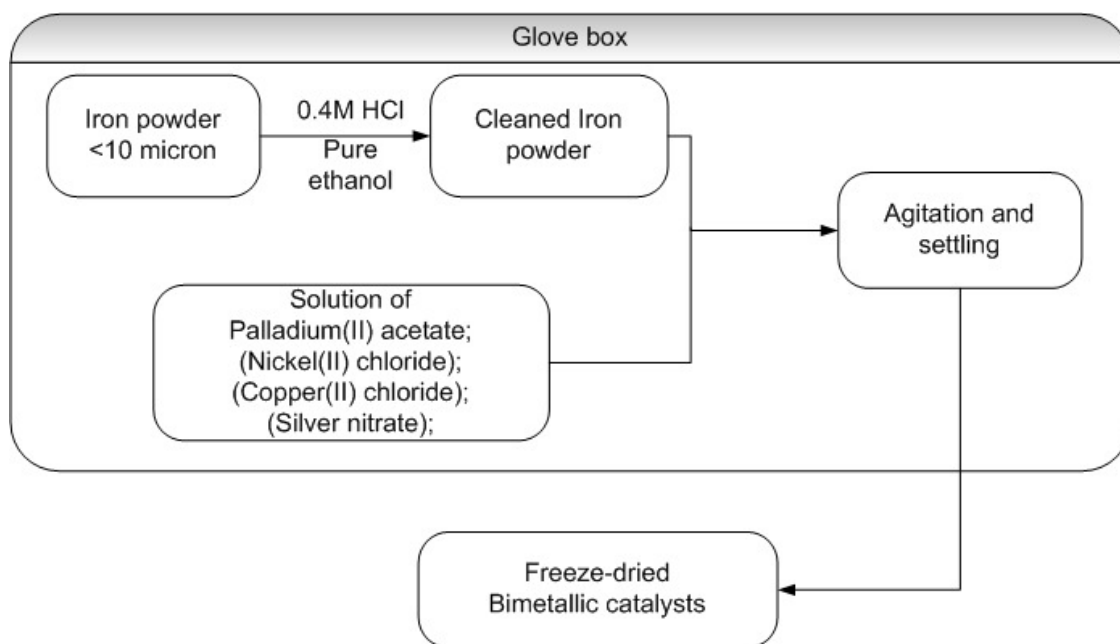 Glove box
Iron powder
<10 micron
0.4M HCl
Pure
ethanol
Cleaned Iron
powder
Agitation and
settling
Solution of
Palladium(II) acetate;
(Nickel(II) chloride);
(Copper(II) chloride);
(Silver nitrate);
Freeze-dried
Bimetallic catalysts